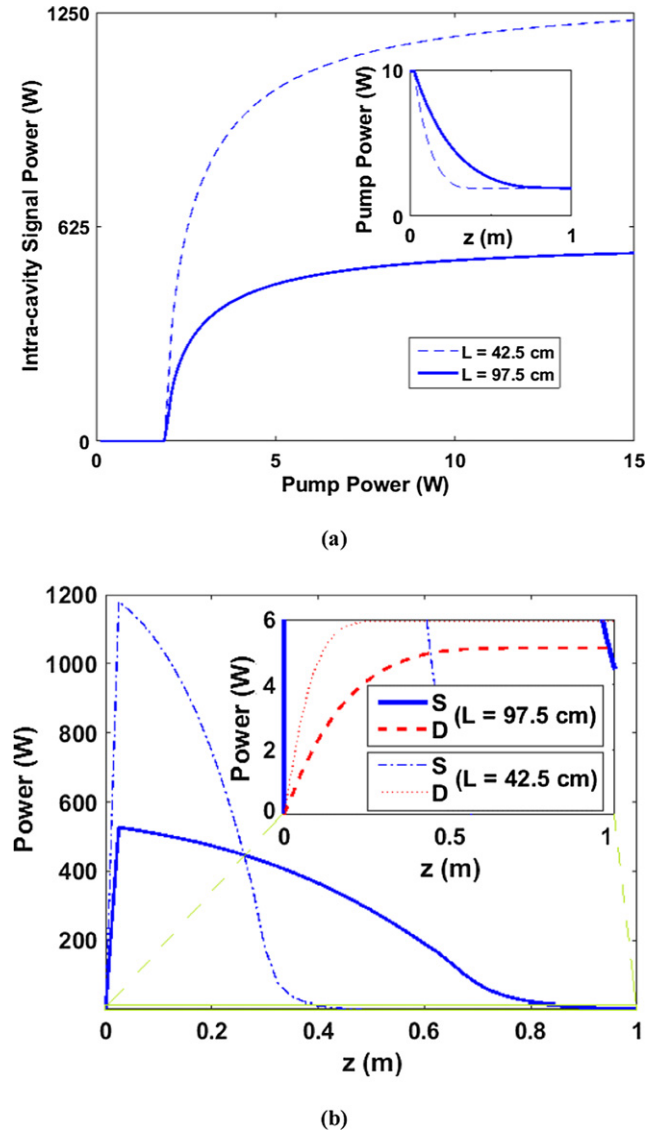 1250
Intra-cavity Signal Power (W)
625
0
0
5
10
15
Pump Power (W)
10
Pump Power (W)
0
0
1
z (m)
L = 42.5 cm
L = 97.5 cm
(a)
1200
1000
800
600
400
200
Power (W)
0
0.2
0.4
0.6
0.8
1
z (m)
6
4
2
0
Power (W)
0
0.5
1
z (m)
S
D
(L = 97.5 cm)
S
D
(L = 42.5 cm)
(b)